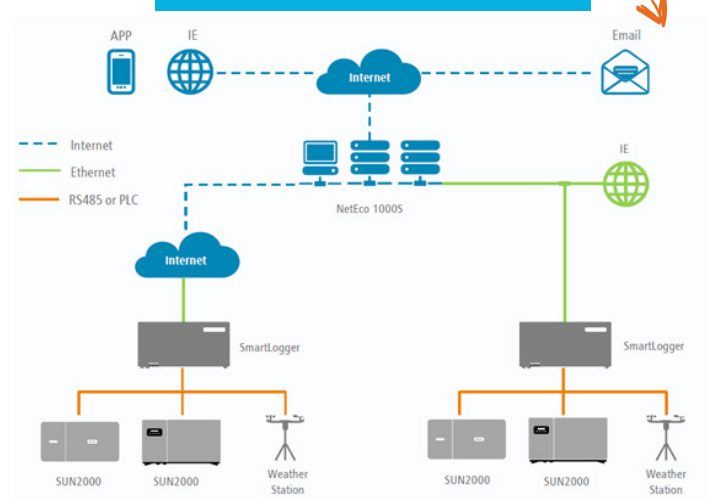 APP
IE
Email
Internet
Internet
Ethernet
RS485 or PLC
IE
NetEco 1000S
Internet
SmartLogger
SmartLogger
SUN2000
SUN2000
Weather
Station
SUN2000
SUN2000
Weather
Station